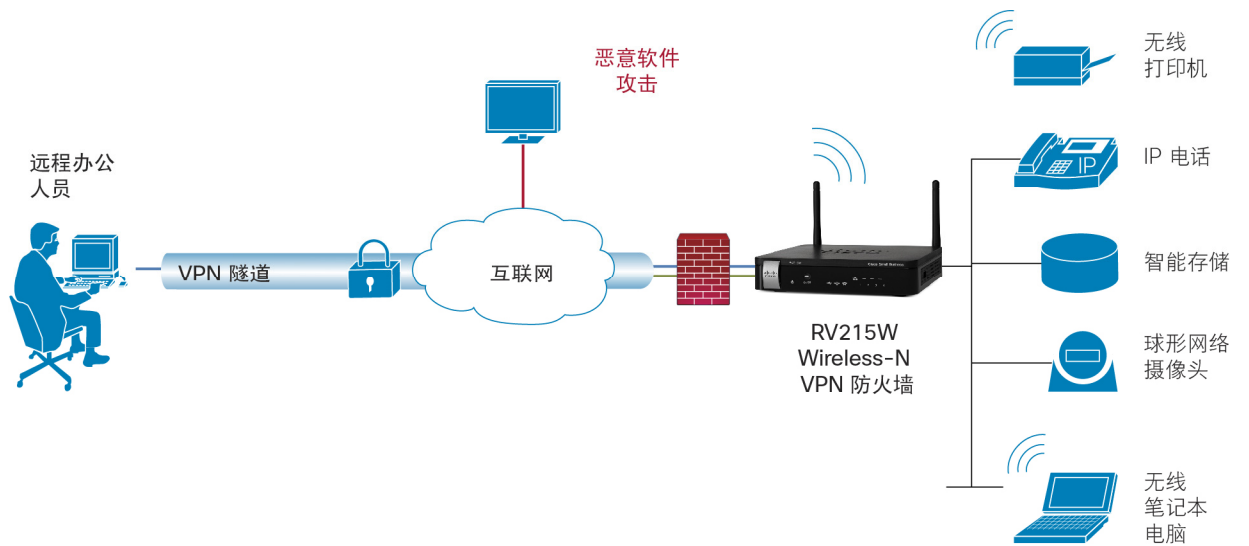 远程办公
人员
VPN 隧道
恶意软件
攻击
互联网
RV215W
Wireless-N
VPN 防火墙
无线
打印机
IP
IP 电话
智能存储
球形网络
摄像头
无线
笔记本
电脑